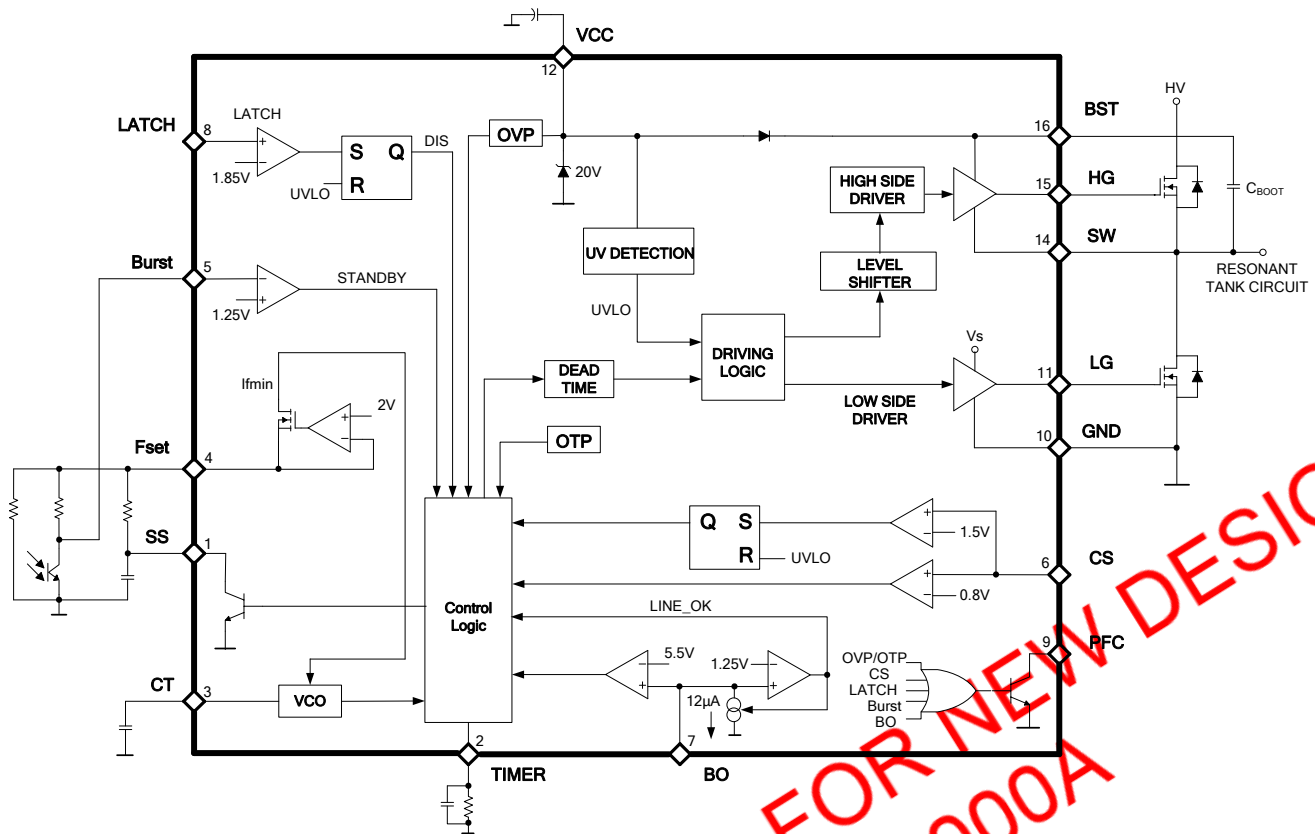 VCC
12
LATCH
8
LATCH
+
-
1.85V
S Q
R
UVLO
DIS
OVP
20V
16
BST
HV
HIGH SIDE
DRIVER
15
HG
CBOOT
14
SW
RESONANT
TANK CIRCUIT
Burst
5
-
+
1.25V
STANDBY
UV DETECTION
UVLO
LEVEL
SHIFTER
DRIVING
LOGIC
Vs
11
LG
LOW SIDE
DRIVER
DEAD
TIME
Ifmin
2V
+
-
Fset
4
OTP
10
GND
SS
1
Control
Logic
Q S
R
UVLO
+
-
1.5V
6
CS
+
-
0.8V
LINE_OK
5.5V
-
+
1.25V
-
+
12µA
9
PFC
OVP/OTP
CS
LATCH
Burst
BO
CT
3
VCO
2
TIMER
7
BO
FOR NEW DESIG
000A